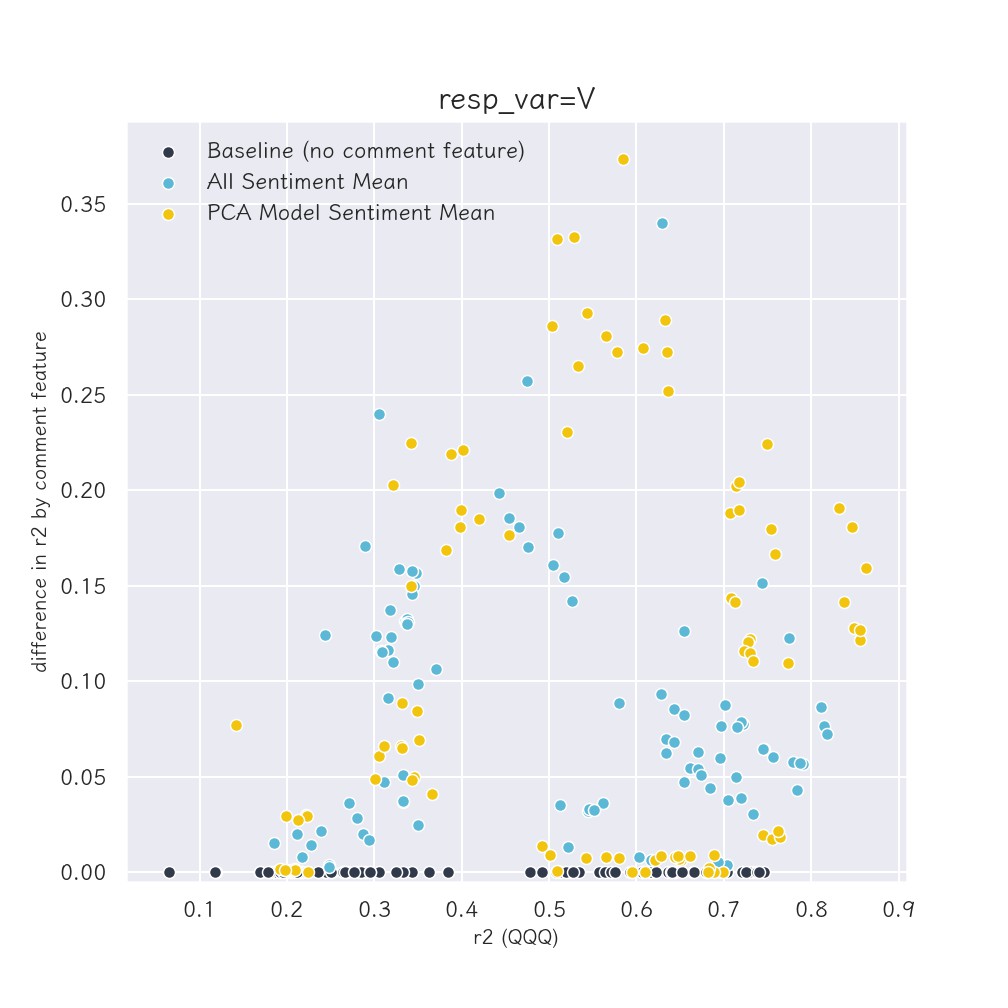 resp_var=V
Baseline (no comment feature)
All Sentiment Mean
PCA Model Sentiment Mean
difference in r2 by comment feature
0.35
0.30
0.25
0.20
0.15
0.10
0.05
0.00
0.1 0.2 0.3 0.4 0.5 0.6 0.7 0.8 0.9
r2 (QQQ)